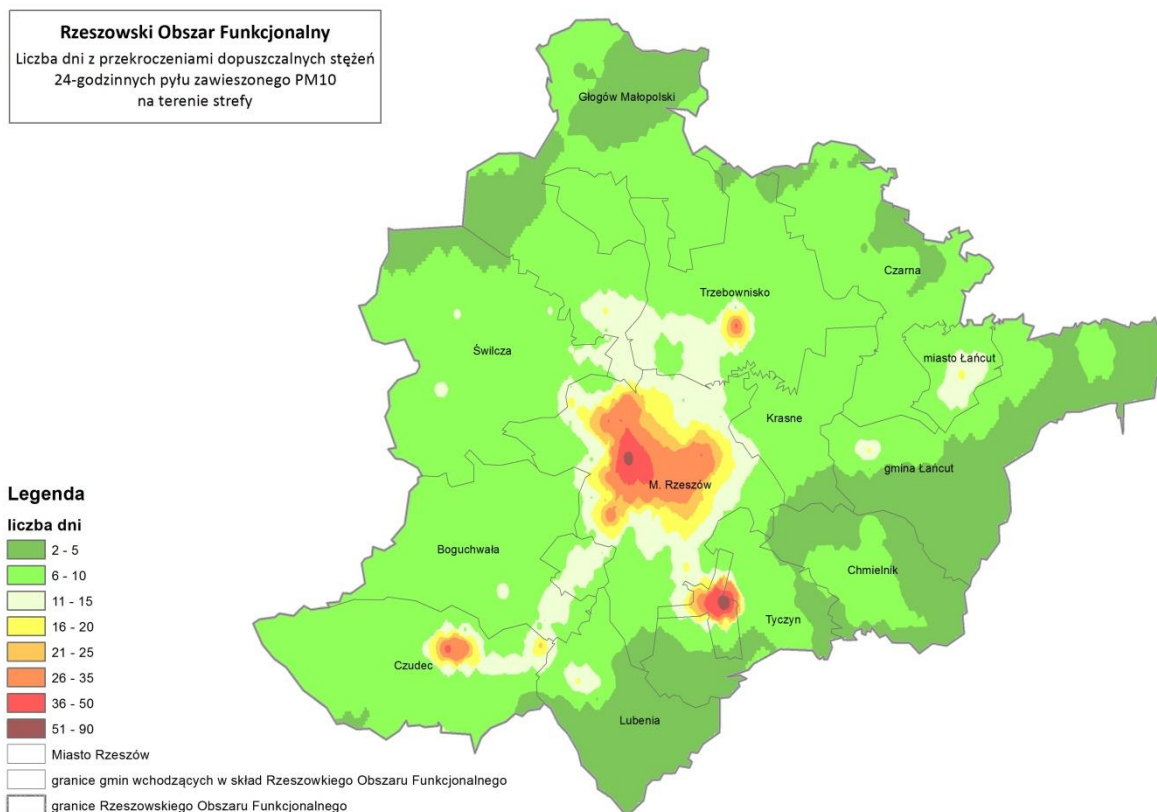 Rzeszowski Obszar Funkcjonalny
Liczba dni z przekroczeniami dopuszczalnych stężeń
24-godzinnych pyłu zawieszonego PM10
na terenie strefy
Głogów Małopolski
Czarna
Trzebownisko
Świlcza
miasto Łańcut
Krasne
gmina Łańcut
M. Rzeszów
Boguchwała
Chmielnik
Tyczyn
Czudec
Lubenia
Legenda
liczba dni
2 - 5
6 - 10
11 - 15
16 - 20
21 - 25
26 - 35
36 - 50
51 - 90
Miasto Rzeszów
granice gmin wchodzących w skład Rzeszowkiego Obszaru Funkcjonalnego
granice Rzeszowskiego Obszaru Funkcjonalnego